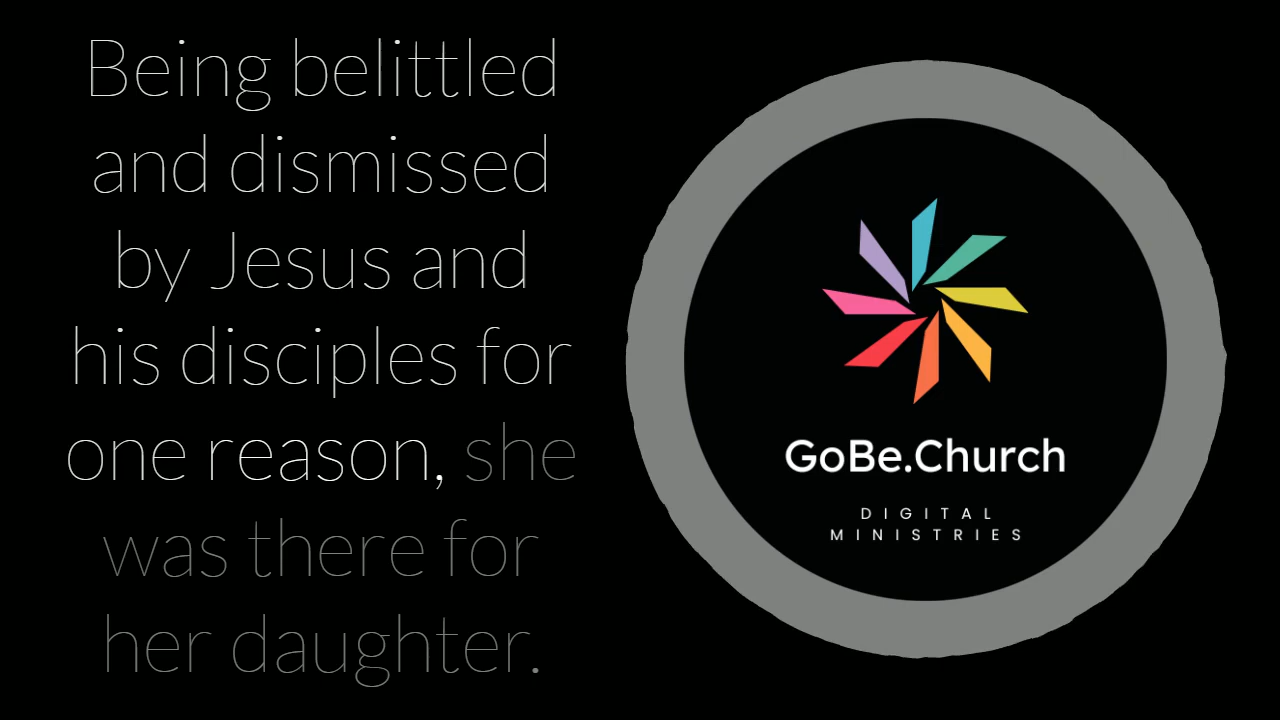 Being belittled
and dismissed
by Jesus and
his disciples for
one reason, she
was there for
her daughter.
GoBe.Church
DIGITAL
MINISTRIES